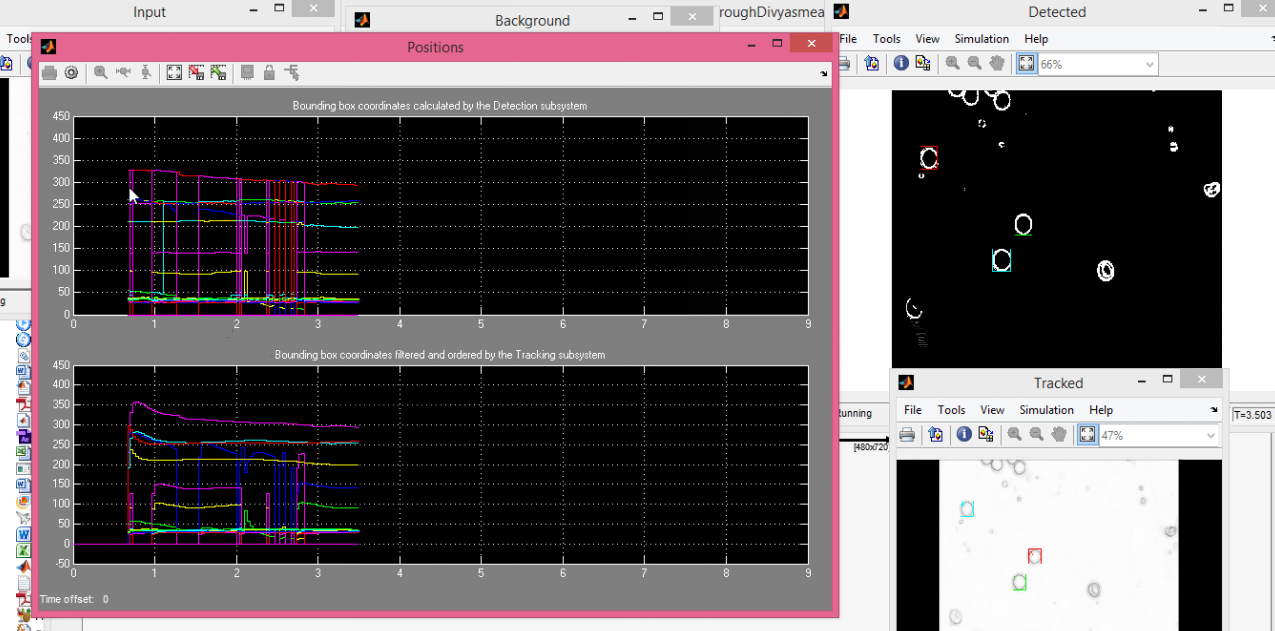 Input
Background
roughDivyasmea
Detected
Tools
Positions
File Tools View Simulation Help
66%
Bounding box coordinates calculated by the Detection subsystem
450
400
350
300
250
200
150
100
50
0
0 1 2 3 4 5 6 7 8 9
Bounding box coordinates filtered and ordered by the Tracking subsystem
450
400
350
300
250
200
150
100
50
0
-50
0 1 2 3 4 5 6 7 8 9
Time offset: 0
Tracked
unning
T=3.503
File Tools View Simulation Help
[480x720
47%